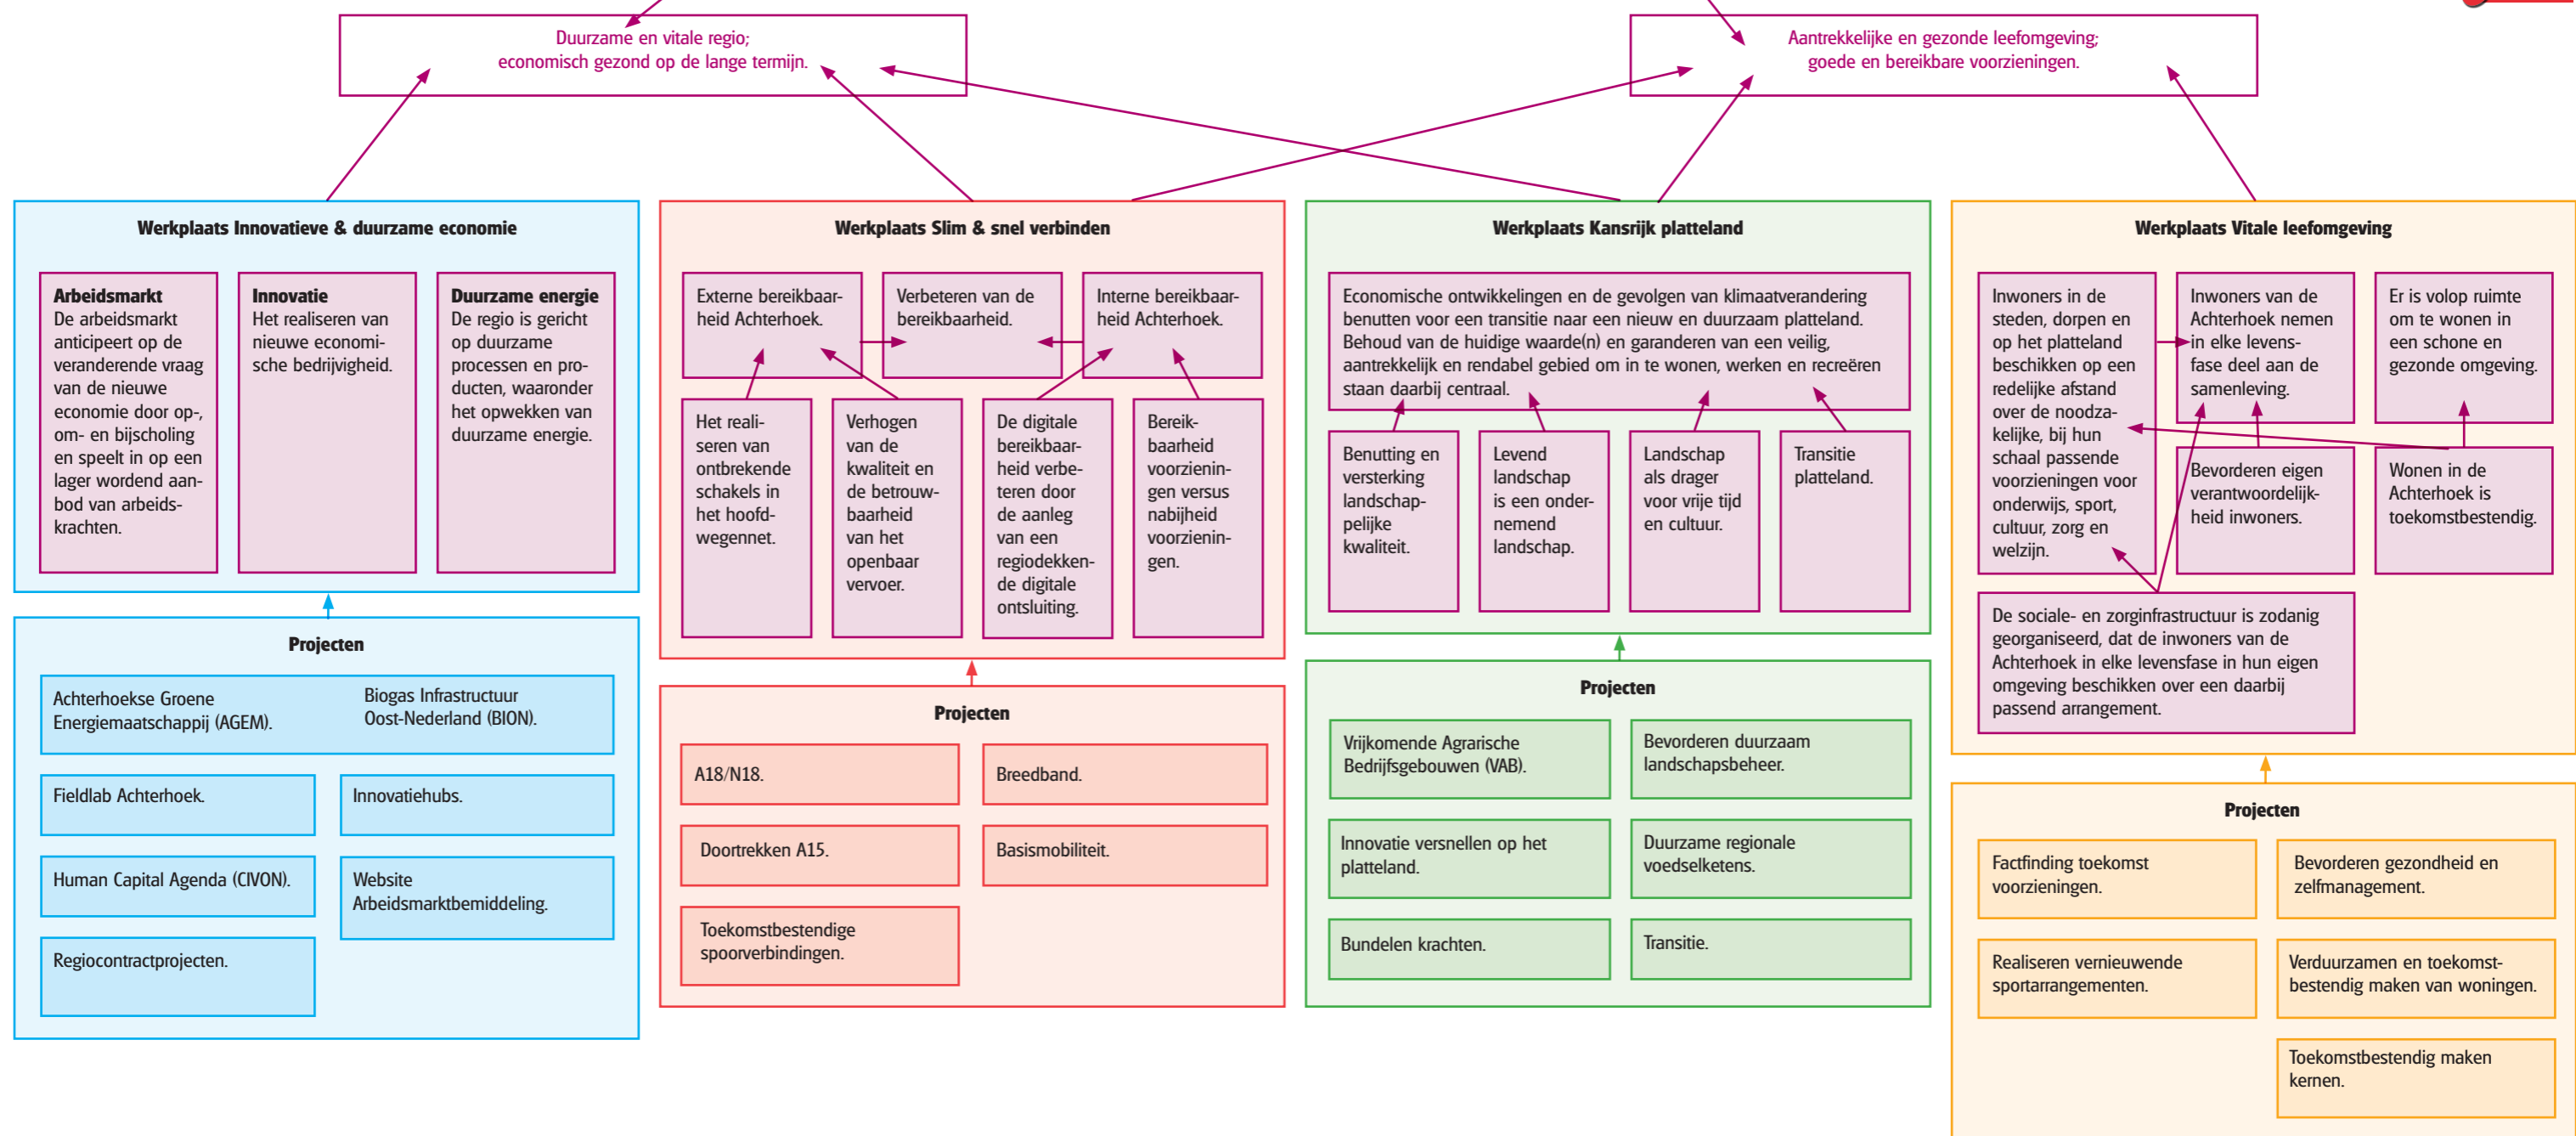 Duurzame en vitale regio;
economisch gezond op de lange termijn.
Aantrekkelijke en gezonde leefomgeving;
goede en bereikbare voorzieningen.
Werkplaats Innovatieve & duurzame economie
Arbeidsmarkt
De arbeidsmarkt
anticipeert op de
veranderende vraag
van de nieuwe
economie door op-,
om- en bijscholing
en speelt in op een
lager wordend aan-
bod van arbeids-
krachten.
Innovatie
Het realiseren van
nieuwe economi-
sche bedrijvigheid.
Duurzame energie
De regio is gericht
op duurzame
processen en pro-
ducten, waaronder
het opwekken van
duurzame energie.
Projecten
Achterhoekse Groene
Energiemaatschappij (AGEM).
Biogas Infrastructuur
Oost-Nederland (BION).
Fieldlab Achterhoek.
Innovatiehubs.
Human Capital Agenda (CIVON).
Website
Arbeidsmarktbemiddeling.
Regiocontractprojecten.
Werkplaats Slim & snel verbinden
Externe bereikbaar-
heid Achterhoek.
Verbeteren van de
bereikbaarheid.
Interne bereikbaar-
heid Achterhoek.
Het reali-
seren van
ontbrekende
schakels in
het hoofd-
wegennet.
Verhogen
van de
kwaliteit en
de betrouw-
baarheid
van het
openbaar
vervoer.
De digitale
bereikbaar-
heid verbe-
teren door
de aanleg
van een
regiodekken-
de digitale
ontsluiting.
Bereik-
baarheid
voorzienin-
gen versus
nabijheid
voorzienin-
gen.
Projecten
A18/N18.
Breedband.
Doortrekken A15.
Basismobiliteit.
Toekomstbestendige
spoorverbindingen.
Werkplaats Kansrijk platteland
Economische ontwikkelingen en de gevolgen van klimaatverandering
benutten voor een transitie naar een nieuw en duurzaam platteland.
Behoud van de huidige waarde(n) en garanderen van een veilig,
aantrekkelijk en rendabel gebied om in te wonen, werken en recreëren
staan daarbij centraal.
Benutting en
versterking
landschap-
pelijke
kwaliteit.
Levend
landschap
is een onder-
nemend
landschap.
Landschap
als drager
voor vrije tijd
en cultuur.
Transitie
platteland.
Projecten
Vrijkomende Agrarische
Bedrijfsgebouwen (VAB).
Bevorderen duurzaam
landschapsbeheer.
Innovatie versnellen op het
platteland.
Duurzame regionale
voedselketens.
Bundelen krachten.
Transitie.
Werkplaats Vitale leefomgeving
Inwoners in de
steden, dorpen en
op het platteland
beschikken op een
redelijke afstand
over de noodza-
kelijke, bij hun
schaal passende
voorzieningen voor
onderwijs, sport,
cultuur, zorg en
welzijn.
Inwoners van de
Achterhoek nemen
in elke levens-
fase deel aan de
samenleving.
Er is volop ruimte
om te wonen in
een schone en
gezonde omgeving.
Bevorderen eigen
verantwoordelijk-
heid inwoners.
Wonen in de
Achterhoek is
toekomstbestendig.
De sociale- en zorginfrastructuur is zodanig
georganiseerd, dat de inwoners van de
Achterhoek in elke levensfase in hun eigen
omgeving beschikken over een daarbij
passend arrangement.
Projecten
Factfinding toekomst
voorzieningen.
Bevorderen gezondheid en
zelfmanagement.
Realiseren vernieuwende
sportarrangementen.
Verduurzamen en toekomst-
bestendig maken van woningen.
Toekomstbestendig maken
kernen.